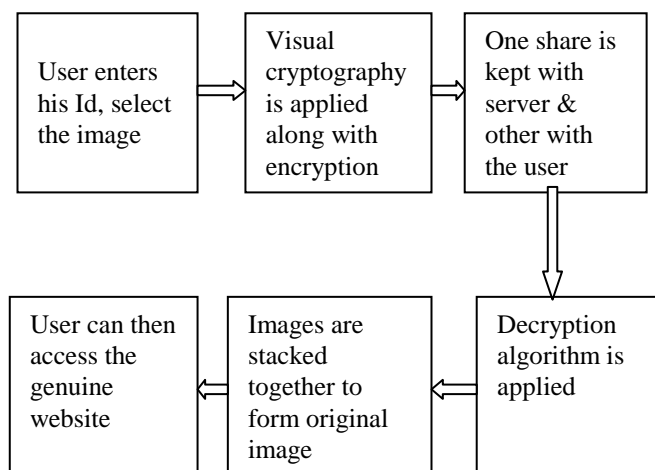 User enters
his Id, select
the image
Visual
cryptography
is applied
along with
encryption
One share is
kept with
server &
other with
the user
Decryption
algorithm is
applied
Images are
stacked
together to
form original
image
User can then
access the
genuine
website